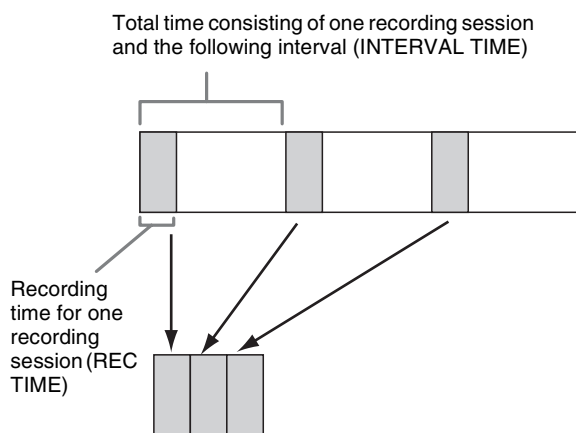 Total time consisting of one recording session
and the following interval (INTERVAL TIME)
Recording
time for one
recording
session (REC
TIME)